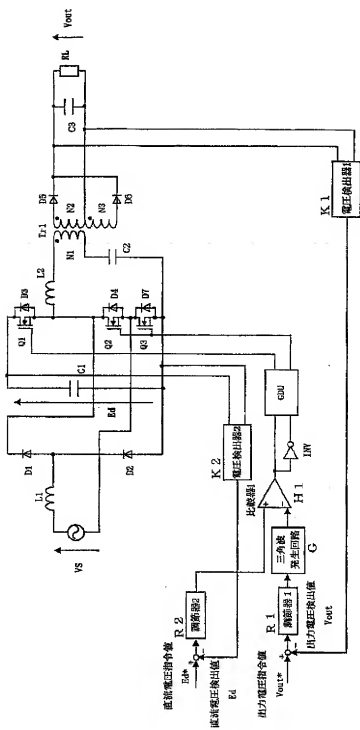 VS
L1
D1
D2
Ed
C1
Q1
D3
Q2
D4
Q3
D7
L2
Tr1
N1
N2
N3
C2
D5
D6
C3
RL
Vout
直流電圧指令値
Ed*
+
-
直流電圧検出値
Ed
R2
調節器2
K2
電圧検出器2
比較器1
+
-
H1
GDU
INV
出力電圧指令値
Vout*
+
-
出力電圧検出値
Vout
R1
調節器1
三角波
発生回路
G
K1
電圧検出器1